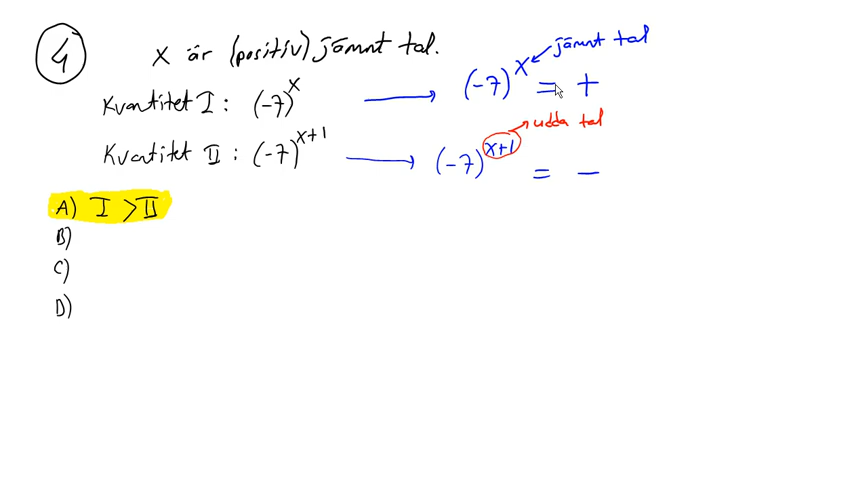 4 x är (positiv) jämnt tal.
jämnt tal
Kvantitet I : (-7)^x → (-7)^x = +
udda tal
Kvantitet II : (-7)^{x+1} → (-7)^{x+1} = -
A) I > II
B)
C)
D)